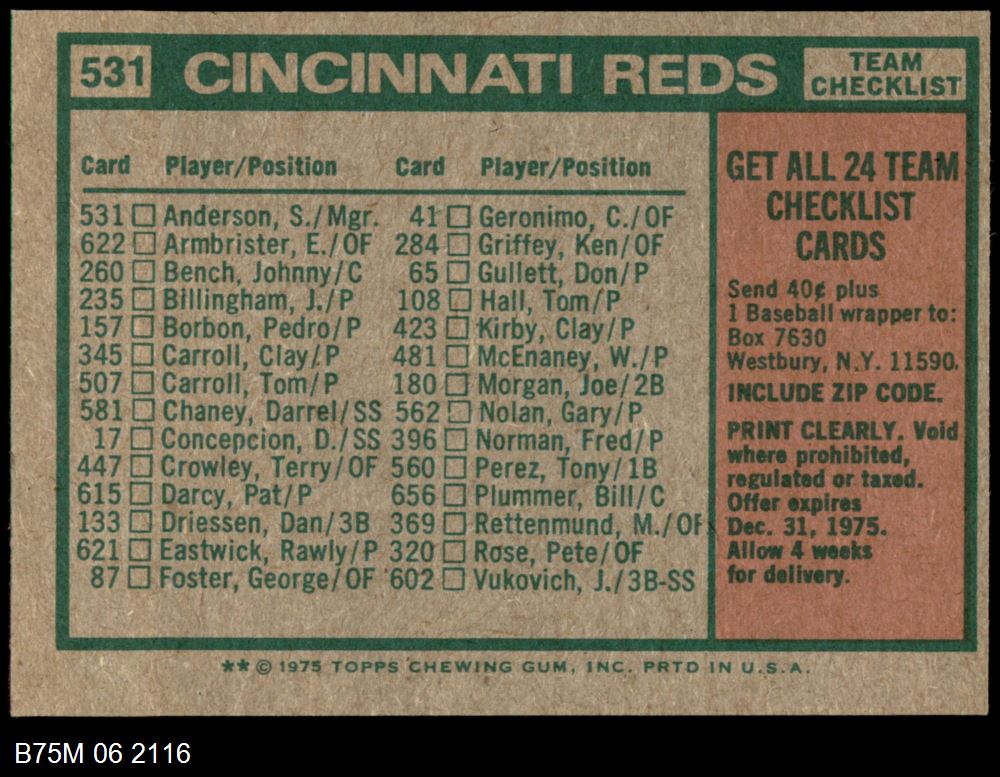 531 CINCINNATI REDS TEAM CHECKLIST
Card Player/Position Card Player/Position
531 Anderson, S./Mgr. 41 Geronimo, C./OF
622 Armbrister, E./OF 284 Griffey, Ken/OF
260 Bench, Johnny/C 65 Gullett, Don/P
235 Billingham, J./P 108 Hall, Tom/P
157 Borbon, Pedro/P 423 Kirby, Clay/P
345 Carroll, Clay/P 481 McEnaney, W./P
507 Carroll, Tom/P 180 Morgan, Joe/2B
581 Chaney, Darrel/SS 562 Nolan, Gary/P
17 Concepcion, D./SS 396 Norman, Fred/P
447 Crowley, Terry/OF 560 Perez, Tony/1B
615 Darcy, Pat/P 656 Plummer, Bill/C
133 Driessen, Dan/3B 369 Rettenmund, M./OF
621 Eastwick, Rawly/P 320 Rose, Pete/OF
87 Foster, George/OF 602 Vukovich, J./3B-SS
GET ALL 24 TEAM
CHECKLIST
CARDS
Send 40¢ plus
1 Baseball wrapper to:
Box 7630
Westbury, N.Y. 11590.
INCLUDE ZIP CODE.
PRINT CLEARLY. Void
where prohibited,
regulated or taxed.
Offer expires
Dec. 31, 1975.
Allow 4 weeks
for delivery.
** © 1975 TOPPS CHEWING GUM, INC. PRTD IN U.S.A.
B75M 06 2116